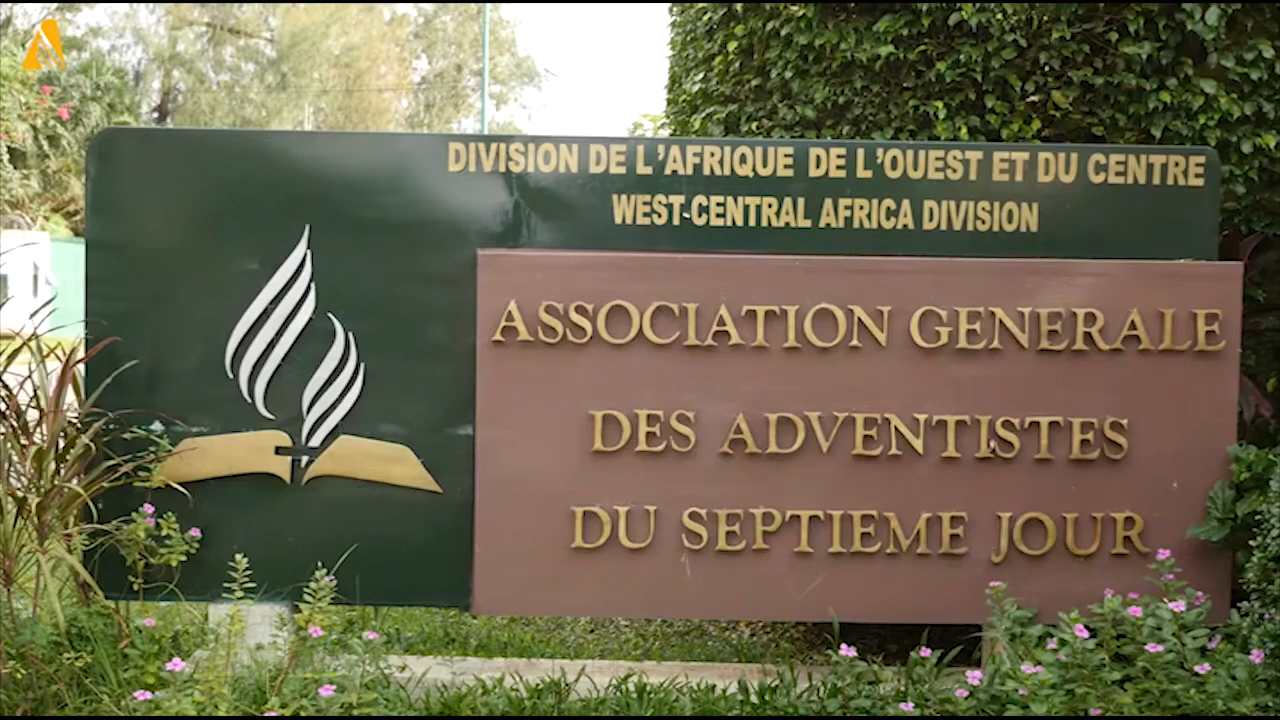 DIVISION DE L'AFRIQUE DE L'OUEST ET DU CENTRE
WEST-CENTRAL AFRICA DIVISION
ASSOCIATION GENERALE
DES ADVENTISTES
DU SEPTIEME JOUR